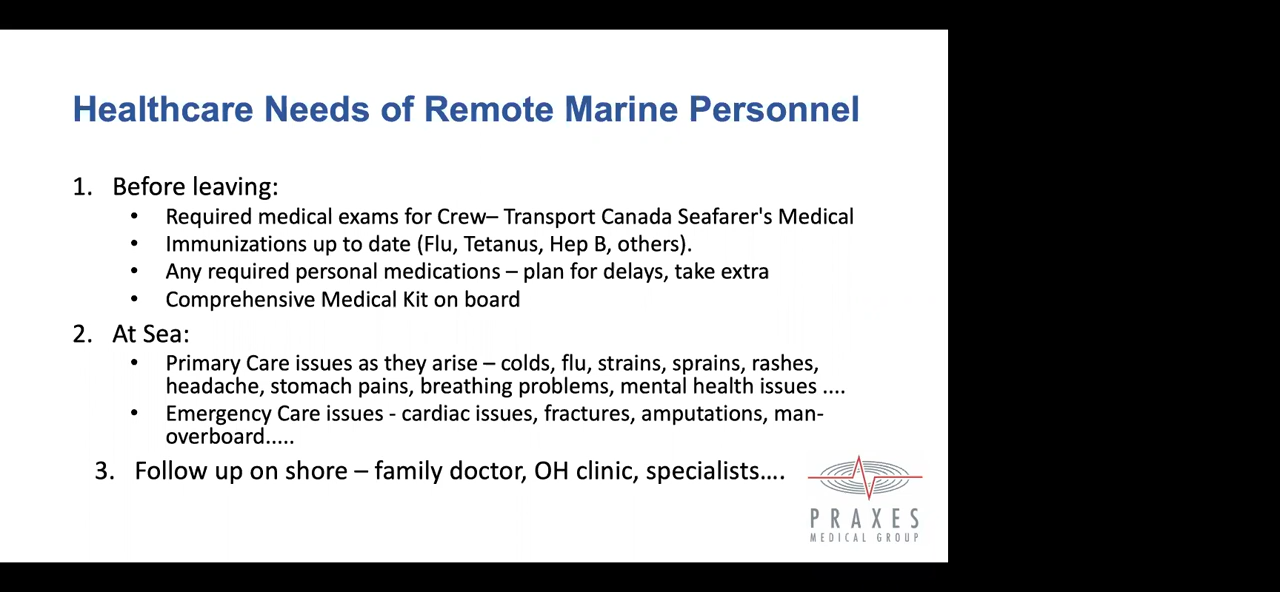 Healthcare Needs of Remote Marine Personnel
1. Before leaving:
• Required medical exams for Crew– Transport Canada Seafarer's Medical
• Immunizations up to date (Flu, Tetanus, Hep B, others).
• Any required personal medications – plan for delays, take extra
• Comprehensive Medical Kit on board
2. At Sea:
• Primary Care issues as they arise – colds, flu, strains, sprains, rashes,
headache, stomach pains, breathing problems, mental health issues ....
• Emergency Care issues - cardiac issues, fractures, amputations, man-
overboard.....
3. Follow up on shore – family doctor, OH clinic, specialists....
PRAXES
MEDICAL GROUP